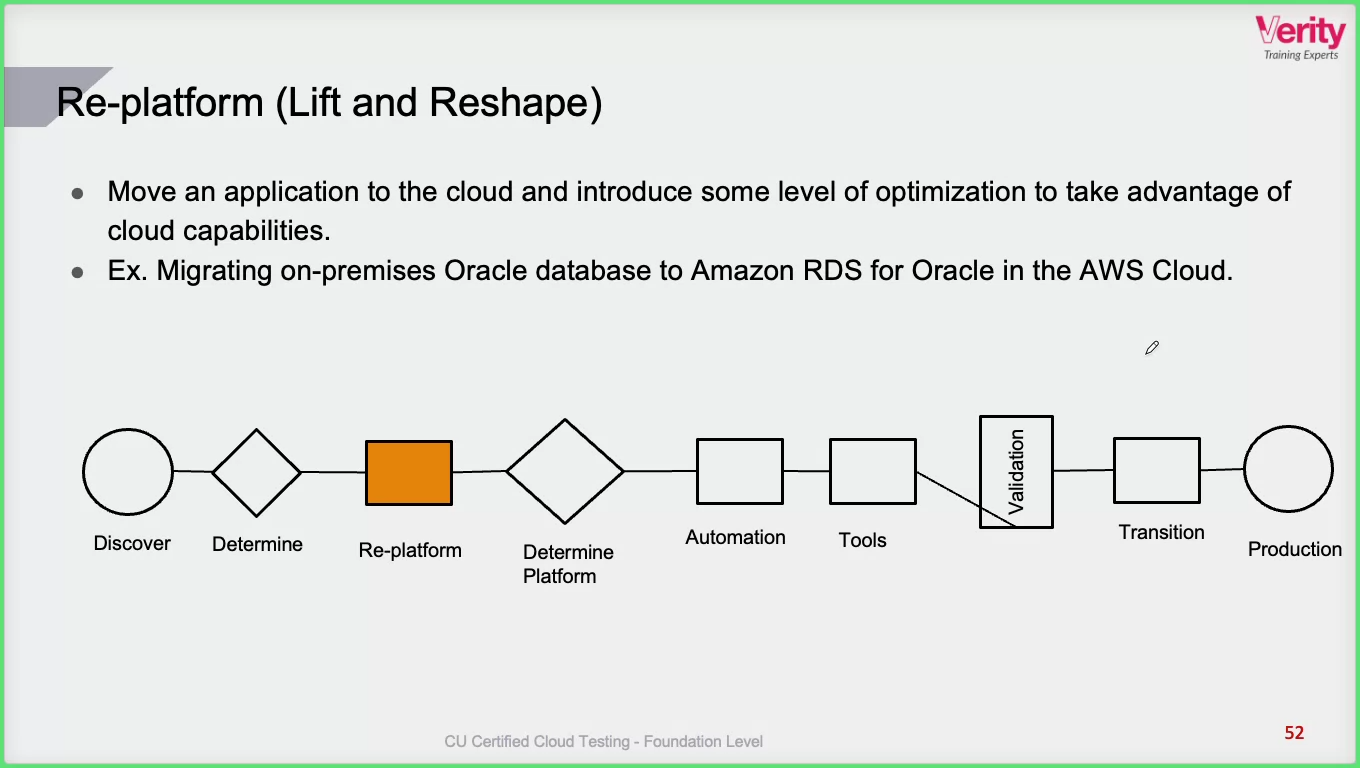 Verity
Training Experts
Re-platform (Lift and Reshape)
● Move an application to the cloud and introduce some level of optimization to take advantage of
cloud capabilities.
● Ex. Migrating on-premises Oracle database to Amazon RDS for Oracle in the AWS Cloud.
Discover
Determine
Re-platform
Determine
Platform
Automation
Tools
Validation
Transition
Production
CU Certified Cloud Testing - Foundation Level
52